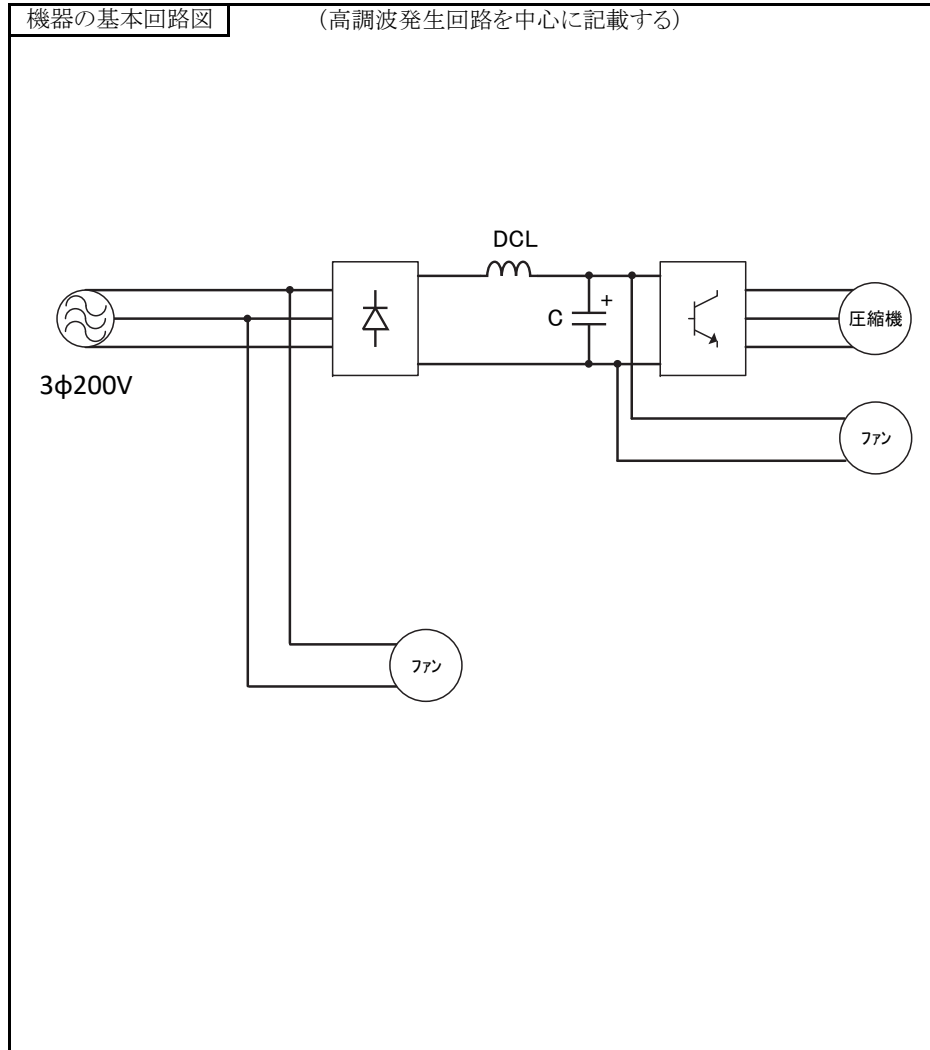 機器の基本回路図 (高調波発生回路を中心に記載する)
DCL
C +
圧縮機
3φ200V
ファン
ファン